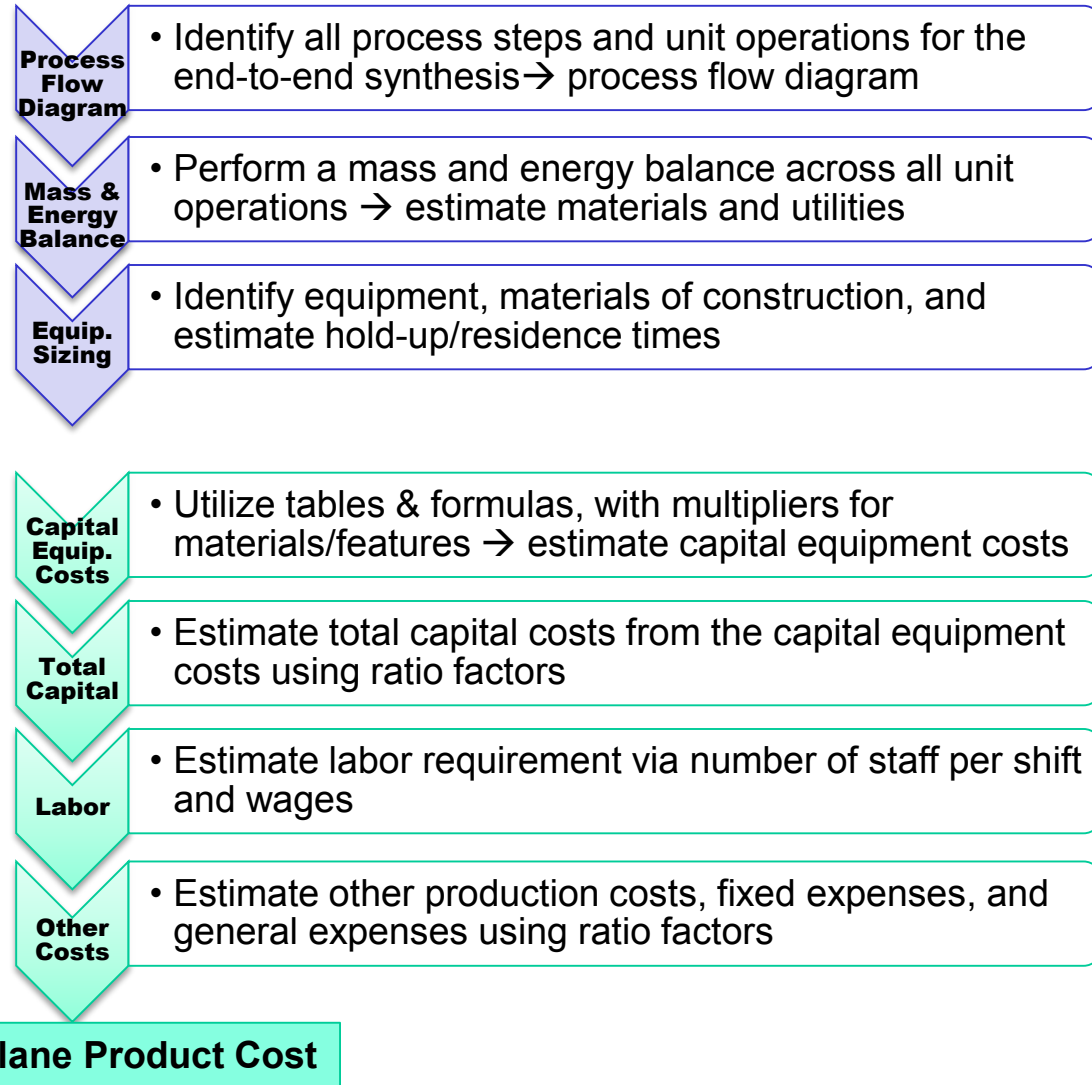 Process
Flow
Diagram
• Identify all process steps and unit operations for the
end-to-end synthesis→ process flow diagram
Mass &
Energy
Balance
• Perform a mass and energy balance across all unit
operations → estimate materials and utilities
Equip.
Sizing
• Identify equipment, materials of construction, and
estimate hold-up/residence times
Capital
Equip.
Costs
• Utilize tables & formulas, with multipliers for
materials/features → estimate capital equipment costs
Total
Capital
• Estimate total capital costs from the capital equipment
costs using ratio factors
Labor
• Estimate labor requirement via number of staff per shift
and wages
Other
Costs
• Estimate other production costs, fixed expenses, and
general expenses using ratio factors
lane Product Cost